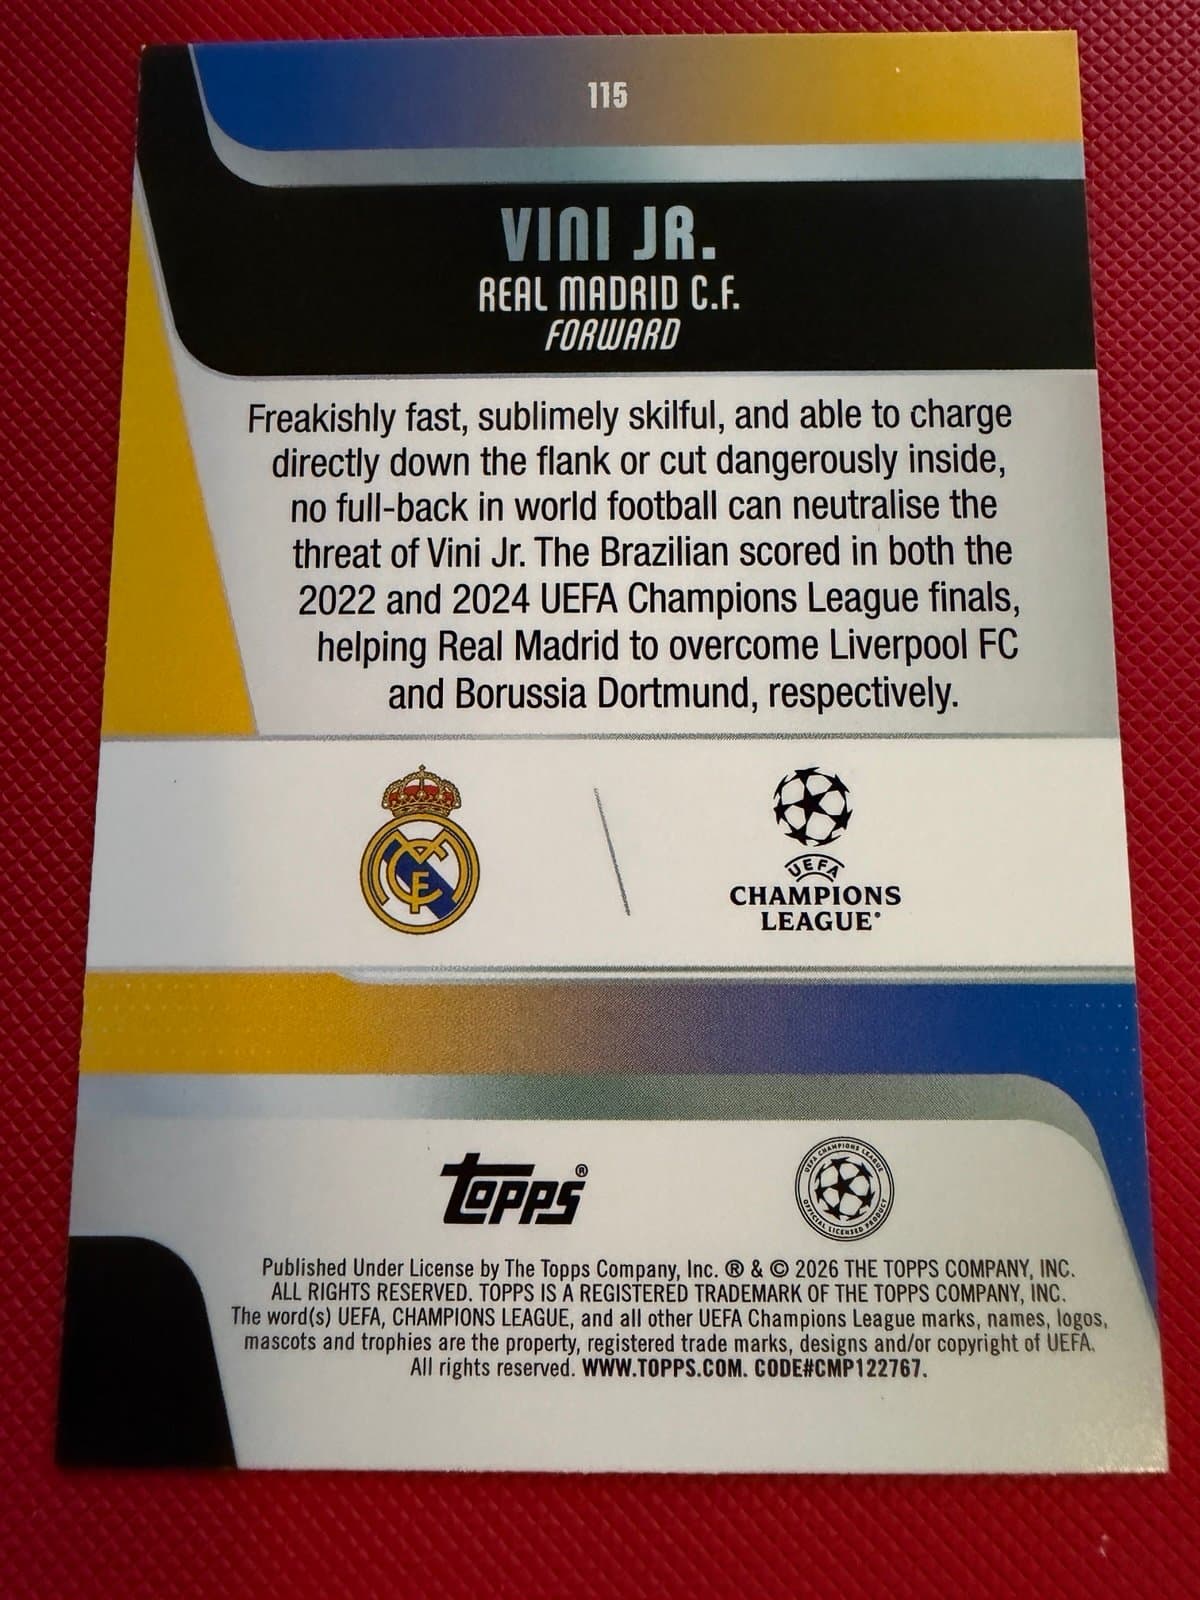 115
VINI JR.
REAL MADRID C.F.
FORWARD
Freakishly fast, sublimely skilful, and able to charge
directly down the flank or cut dangerously inside,
no full-back in world football can neutralise the
threat of Vini Jr. The Brazilian scored in both the
2022 and 2024 UEFA Champions League finals,
helping Real Madrid to overcome Liverpool FC
and Borussia Dortmund, respectively.
UEFA
CHAMPIONS
LEAGUE®
Topps®
UEFA CHAMPIONS LEAGUE
OFFICIAL LICENSED PRODUCT
Published Under License by The Topps Company, Inc. ® & © 2026 THE TOPPS COMPANY, INC.
ALL RIGHTS RESERVED. TOPPS IS A REGISTERED TRADEMARK OF THE TOPPS COMPANY, INC.
The word(s) UEFA, CHAMPIONS LEAGUE, and all other UEFA Champions League marks, names, logos,
mascots and trophies are the property, registered trade marks, designs and/or copyright of UEFA.
All rights reserved. WWW.TOPPS.COM. CODE#CMP122767.